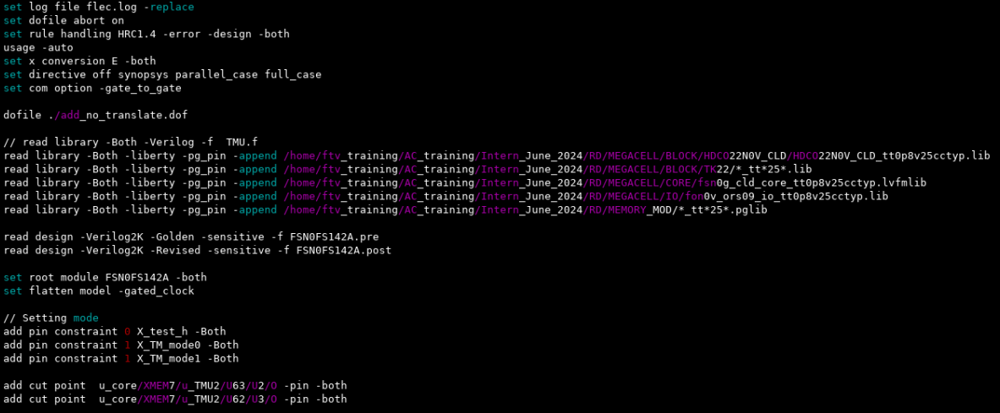 set log file flec.log -replace
set dofile abort on
set rule handling HRC1.4 -error -design -both
usage -auto
set x conversion E -both
set directive off synopsys parallel_case full_case
set com option -gate_to_gate
dofile ./add_no_translate.dof
// read library -Both -Verilog -f  TMU.f
read library -Both -liberty -pg_pin -append /home/ftv_training/AC_training/Intern_June_2024/RD/MEGACELL/BLOCK/HDCO22N0V_CLD/HDCO22N0V_CLD_tt0p8v25cctyp.lib
read library -Both -liberty -pg_pin -append /home/ftv_training/AC_training/Intern_June_2024/RD/MEGACELL/BLOCK/TK22/*_tt*25*.lib
read library -Both -liberty -pg_pin -append /home/ftv_training/AC_training/Intern_June_2024/RD/MEGACELL/CORE/fsn0g_cld_core_tt0p8v25cctyp.lvfmlib
read library -Both -liberty -pg_pin -append /home/ftv_training/AC_training/Intern_June_2024/RD/MEGACELL/IO/fon0v_ors09_io_tt0p8v25cctyp.lib
read library -Both -liberty -pg_pin -append /home/ftv_training/AC_training/Intern_June_2024/RD/MEMORY_MOD/*_tt*25*.pglib
read design -Verilog2K -Golden -sensitive -f FSN0FS142A.pre
read design -Verilog2K -Revised -sensitive -f FSN0FS142A.post
set root module FSN0FS142A -both
set flatten model -gated_clock
// Setting mode
add pin constraint 0 X_test_h -Both
add pin constraint 1 X_TM_mode0 -Both
add pin constraint 1 X_TM_mode1 -Both
add cut point  u_core/XMEM7/u_TMU2/U63/U2/O -pin -both
add cut point  u_core/XMEM7/u_TMU2/U62/U3/O -pin -both